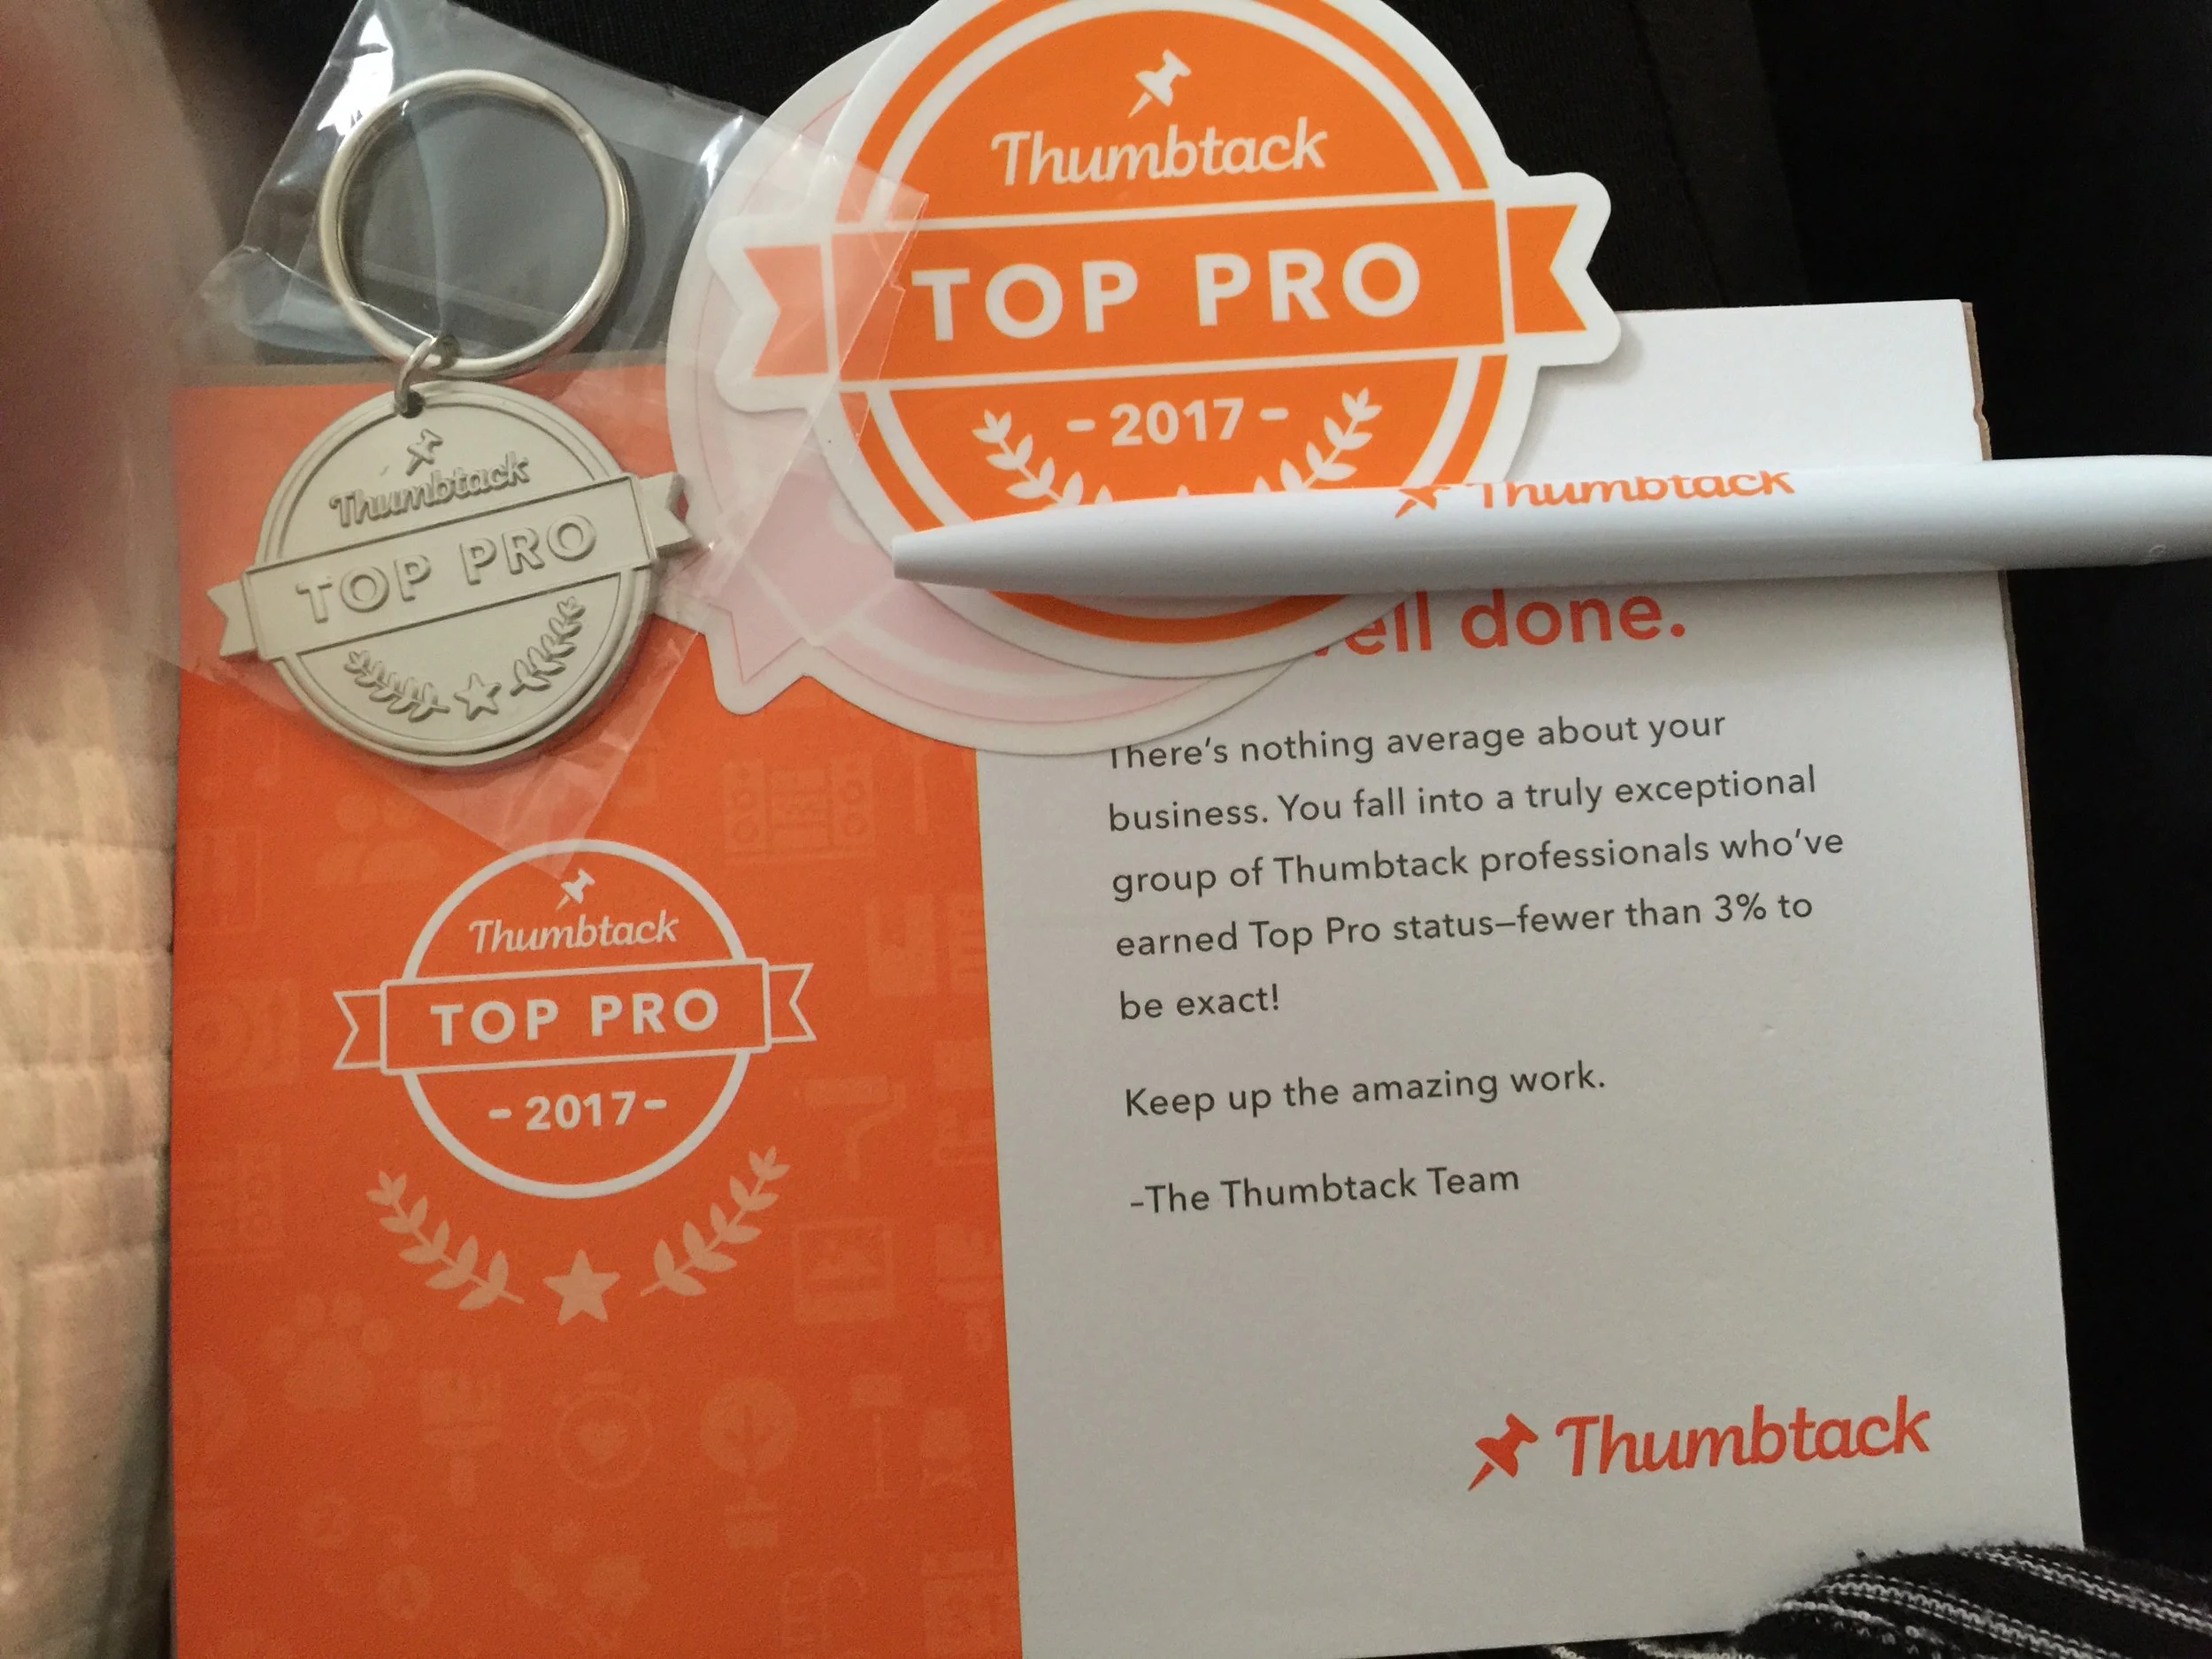 Thumbtack
TOP PRO
Thumbtack
TOP PRO
- 2017 -
Thumbtack
done.
There's nothing average about your
business. You fall into a truly exceptional
group of Thumbtack professionals who've
earned Top Pro status–fewer than 3% to
be exact!
Keep up the amazing work.
–The Thumbtack Team
Thumbtack
Thumbtack
TOP PRO
- 2017 -